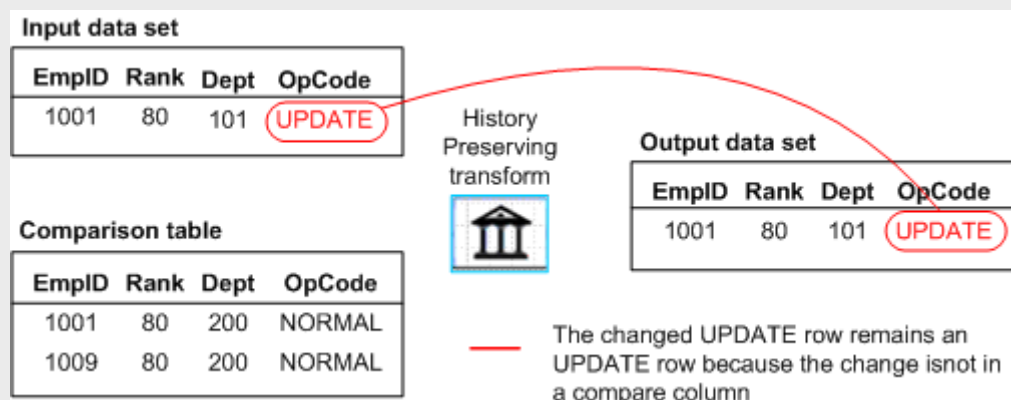 Input data set
EmpID Rank Dept OpCode
1001 80 101 UPDATE
History
Preserving
transform
Output data set
EmpID Rank Dept OpCode
1001 80 101 UPDATE
Comparison table
EmpID Rank Dept OpCode
1001 80 200 NORMAL
1009 80 200 NORMAL
The changed UPDATE row remains an
UPDATE row because the change isnot in
a compare column